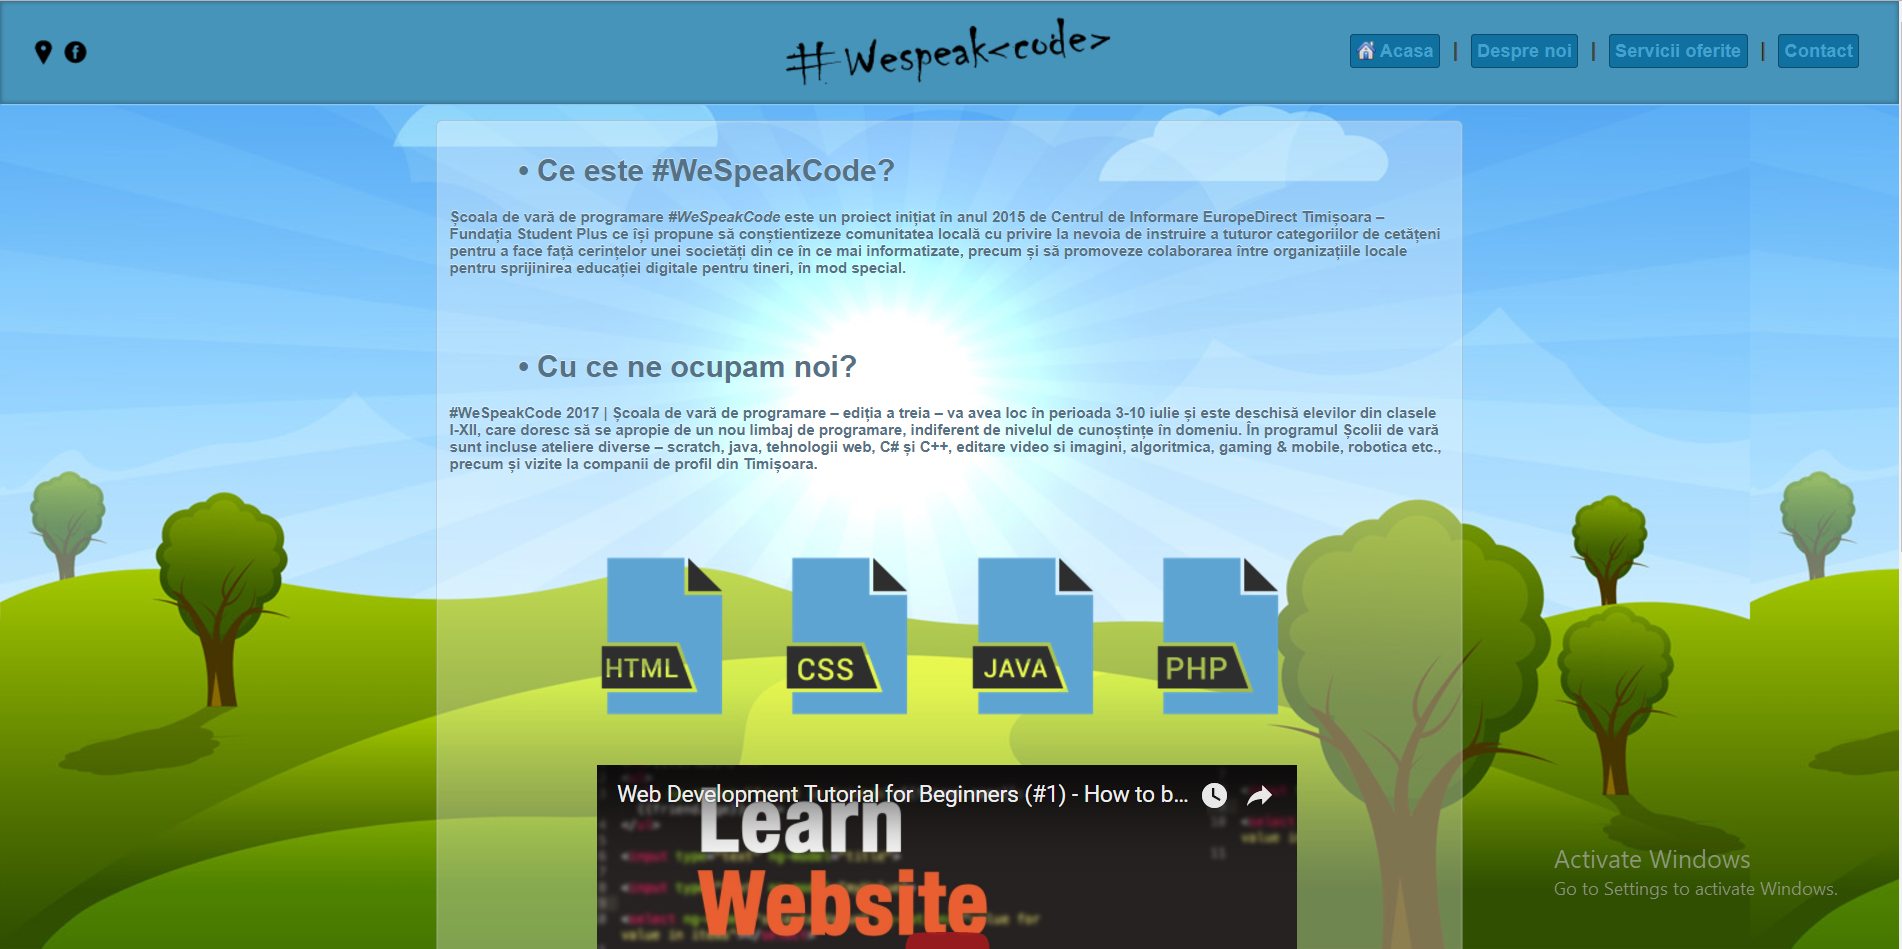 #Wespeak<code>
Acasa | Despre noi | Servicii oferite | Contact
• Ce este #WeSpeakCode?
Școala de vară de programare #WeSpeakCode este un proiect inițiat în anul 2015 de Centrul de Informare EuropeDirect Timișoara –
Fundația Student Plus ce își propune să conștientizeze comunitatea locală cu privire la nevoia de instruire a tuturor categoriilor de cetățeni
pentru a face față cerințelor unei societăți din ce în ce mai informatizate, precum și să promoveze colaborarea între organizațiile locale
pentru sprijinirea educației digitale pentru tineri, în mod special.
• Cu ce ne ocupam noi?
#WeSpeakCode 2017 | Școala de vară de programare – ediția a treia – va avea loc în perioada 3-10 iulie și este deschisă elevilor din clasele
I-XII, care doresc să se apropie de un nou limbaj de programare, indiferent de nivelul de cunoștințe în domeniu. În programul Școlii de vară
sunt incluse ateliere diverse – scratch, java, tehnologii web, C# și C++, editare video si imagini, algoritmica, gaming & mobile, robotica etc.,
precum și vizite la companii de profil din Timișoara.
HTML CSS JAVA PHP
Web Development Tutorial for Beginners (#1) - How to b...
Learn
Website
Activate Windows
Go to Settings to activate Windows.